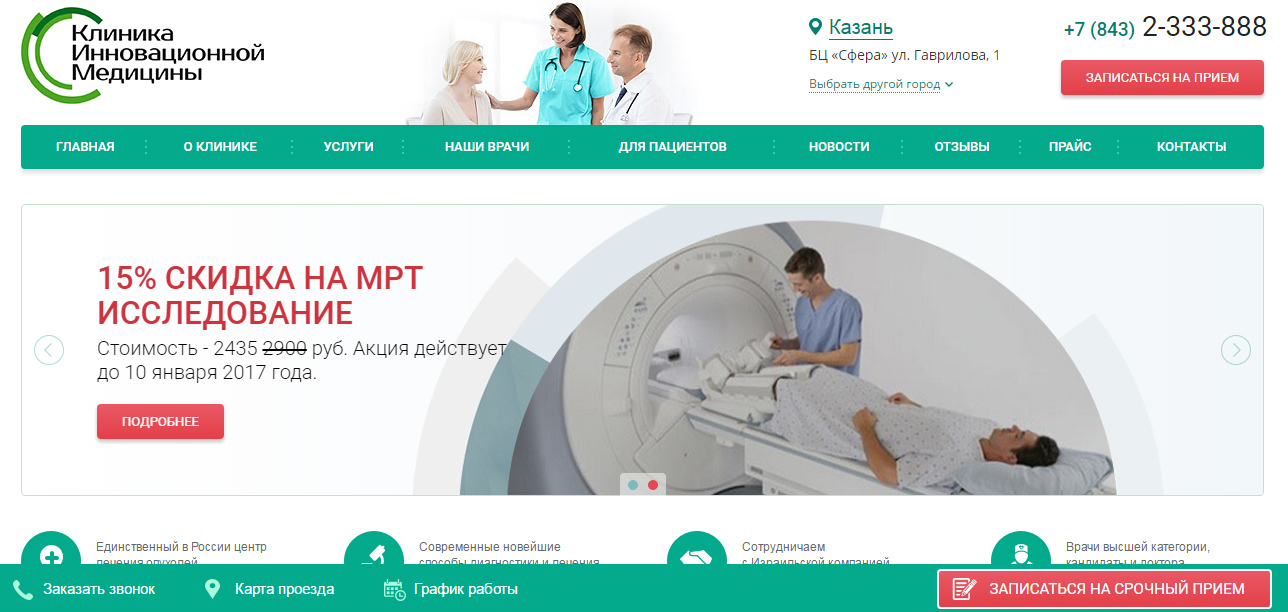 Клиника
Инновационной
Медицины
Казань
БЦ «Сфера» ул. Гаврилова, 1
Выбрать другой город
+7 (843) 2-333-888
ЗАПИСАТЬСЯ НА ПРИЕМ
ГЛАВНАЯ О КЛИНИКЕ УСЛУГИ НАШИ ВРАЧИ ДЛЯ ПАЦИЕНТОВ НОВОСТИ ОТЗЫВЫ ПРАЙС КОНТАКТЫ
15% СКИДКА НА МРТ
ИССЛЕДОВАНИЕ
Стоимость - 2435 2900 руб. Акция действует
до 10 января 2017 года.
ПОДРОБНЕЕ
Единственный в России центр
лечения опухолей
Современные новейшие
способы диагностики и лечения
Сотрудничаем
с Израильской компанией
Врачи высшей категории,
кандидаты и доктора
Заказать звонок Карта проезда График работы ЗАПИСАТЬСЯ НА СРОЧНЫЙ ПРИЕМ